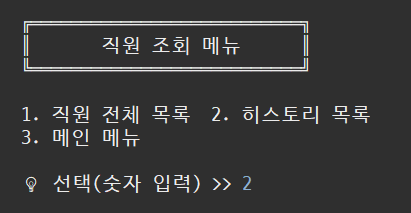 직원 조회 메뉴
1. 직원 전체 목록 2. 히스토리 목록
3. 메인 메뉴
선택(숫자 입력) >> 2